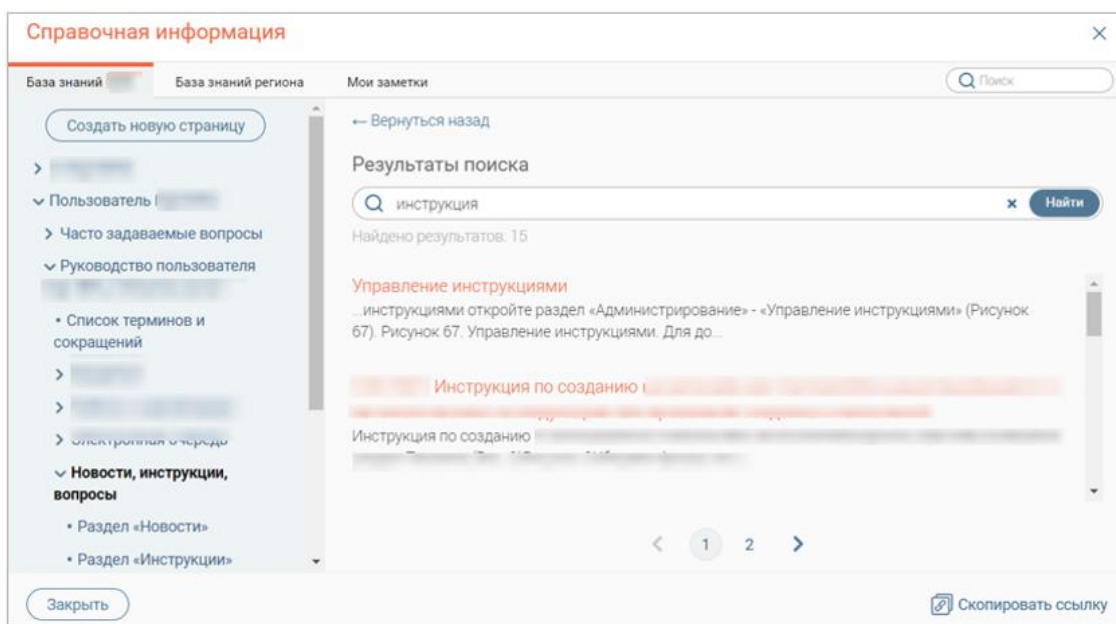 Справочная информация
База знаний
База знаний региона
Мои заметки
Поиск
Создать новую страницу
Пользователь
Часто задаваемые вопросы
Руководство пользователя
• Список терминов и
сокращений
Электронная очередь
Новости, инструкции,
вопросы
• Раздел «Новости»
• Раздел «Инструкции»
← Вернуться назад
Результаты поиска
инструкция
Найти
Найдено результатов: 15
Управление инструкциями
...инструкциями откройте раздел «Администрирование» - «Управление инструкциями» (Рисунок
67). Рисунок 67. Управление инструкциями. Для до...
Инструкция по созданию
Инструкция по созданию
1 2
Закрыть
Скопировать ссылку